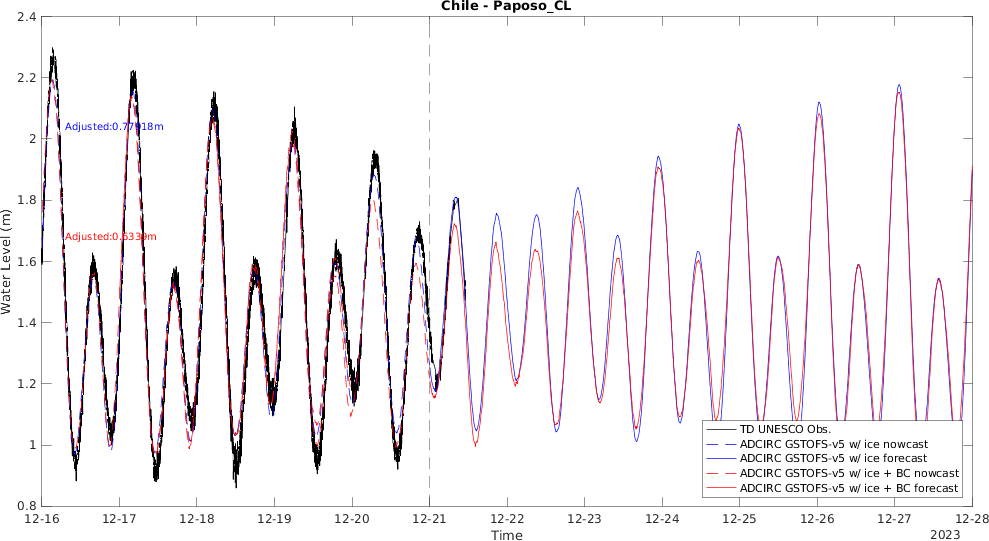 Chile - Paposo_CL
2.4
2.2
2
1.8
1.6
1.4
1.2
1
0.8
Water Level (m)
Adjusted:0.77918m
Adjusted:0.6339m
TD UNESCO Obs.
ADCIRC GSTOFS-v5 w/ ice nowcast
ADCIRC GSTOFS-v5 w/ ice forecast
ADCIRC GSTOFS-v5 w/ ice + BC nowcast
ADCIRC GSTOFS-v5 w/ ice + BC forecast
12-16 12-17 12-18 12-19 12-20 12-21 12-22 12-23 12-24 12-25 12-26 12-27 12-28
Time
2023